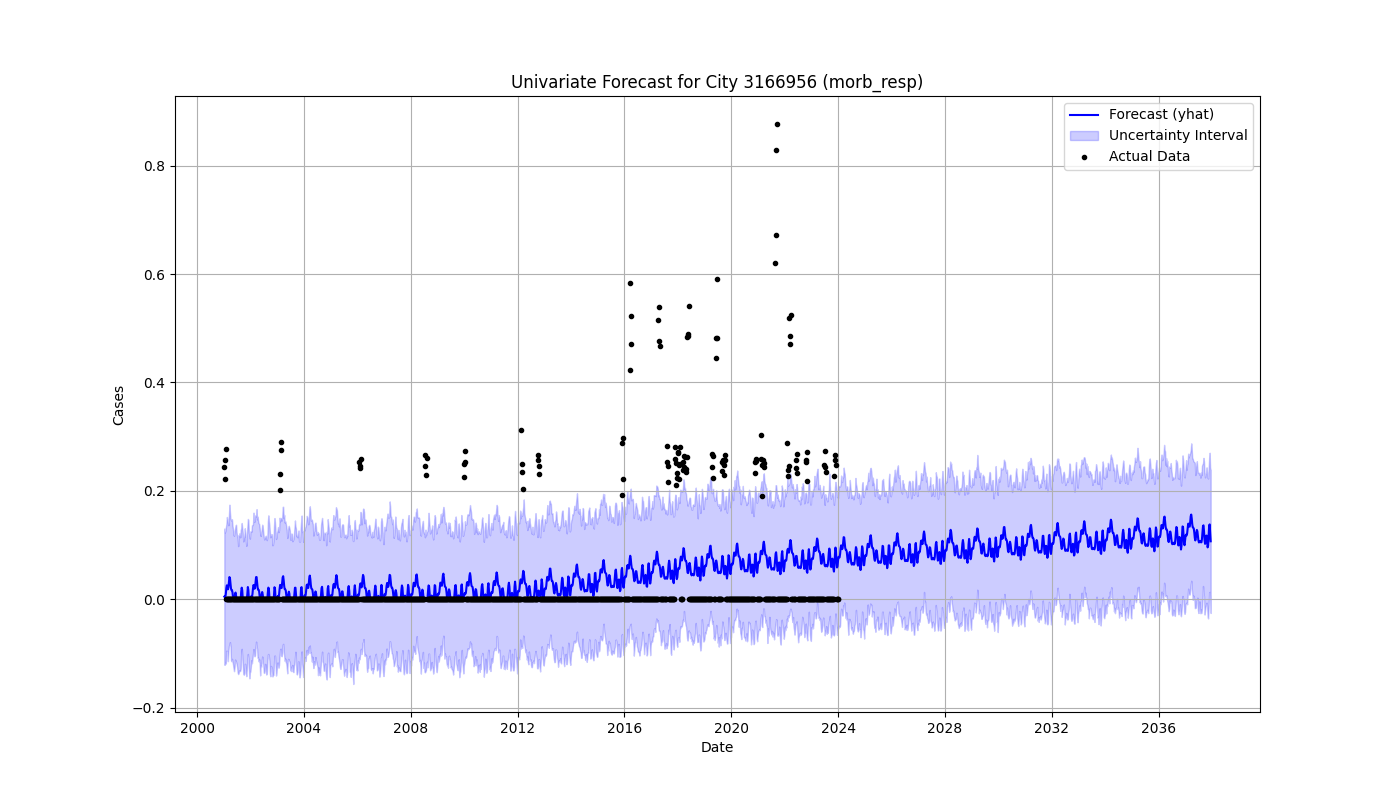 Univariate Forecast for City 3166956 (morb_resp)
Forecast (yhat)
Uncertainty Interval
Actual Data
Cases
0.8
0.6
0.4
0.2
0.0
−0.2
2000 2004 2008 2012 2016 2020 2024 2028 2032 2036
Date